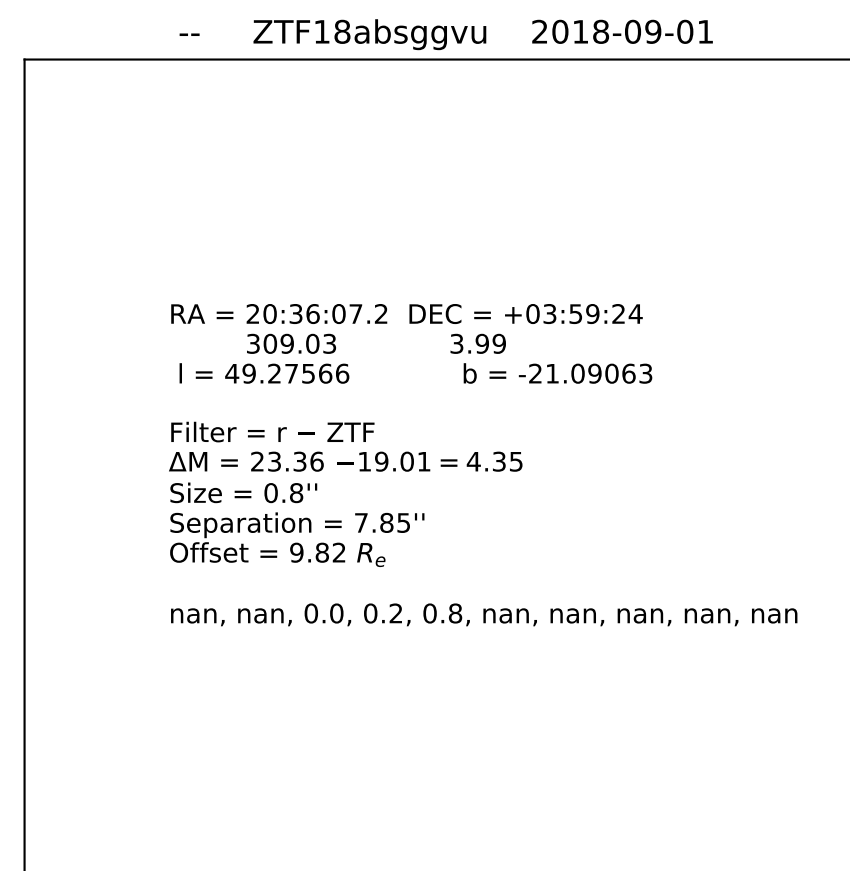 -- ZTF18absggvu 2018-09-01
RA = 20:36:07.2 DEC = +03:59:24
309.03 3.99
l = 49.27566 b = -21.09063
Filter = r − ZTF
ΔM = 23.36 −19.01 = 4.35
Size = 0.8''
Separation = 7.85''
Offset = 9.82 Re
nan, nan, 0.0, 0.2, 0.8, nan, nan, nan, nan, nan